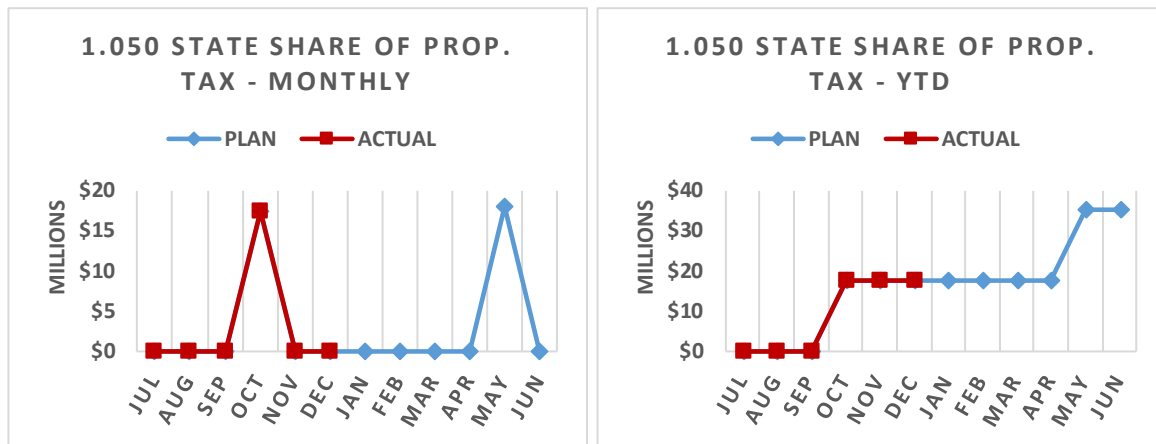 1.050 STATE SHARE OF PROP.
TAX - MONTHLY
PLAN ACTUAL
$20
$15
$10
$5
$0
MILLIONS
JUL AUG SEP OCT NOV DEC JAN FEB MAR APR MAY JUN
1.050 STATE SHARE OF PROP.
TAX - YTD
PLAN ACTUAL
$40
$30
$20
$10
$0
MILLIONS
JUL AUG SEP OCT NOV DEC JAN FEB MAR APR MAY JUN